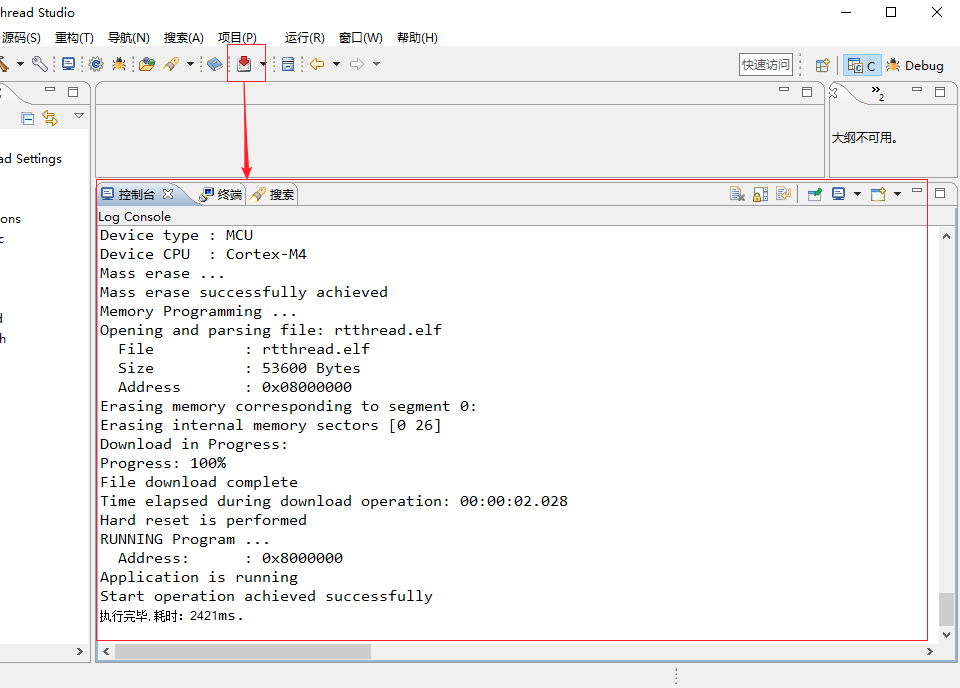 hread Studio
源码(S) 重构(T) 导航(N) 搜索(A) 项目(P) 运行(R) 窗口(W) 帮助(H)
快速访问 C Debug
2
大纲不可用。
ad Settings
ons
c
d
h
控制台 终端 搜索
Log Console
Device type : MCU
Device CPU  : Cortex-M4
Mass erase ...
Mass erase successfully achieved
Memory Programming ...
Opening and parsing file: rtthread.elf
  File          : rtthread.elf
  Size          : 53600 Bytes
  Address       : 0x08000000
Erasing memory corresponding to segment 0:
Erasing internal memory sectors [0 26]
Download in Progress:
Progress: 100%
File download complete
Time elapsed during download operation: 00:00:02.028
Hard reset is performed
RUNNING Program ...
  Address:      : 0x8000000
Application is running
Start operation achieved successfully
执行完毕.耗时：2421ms.